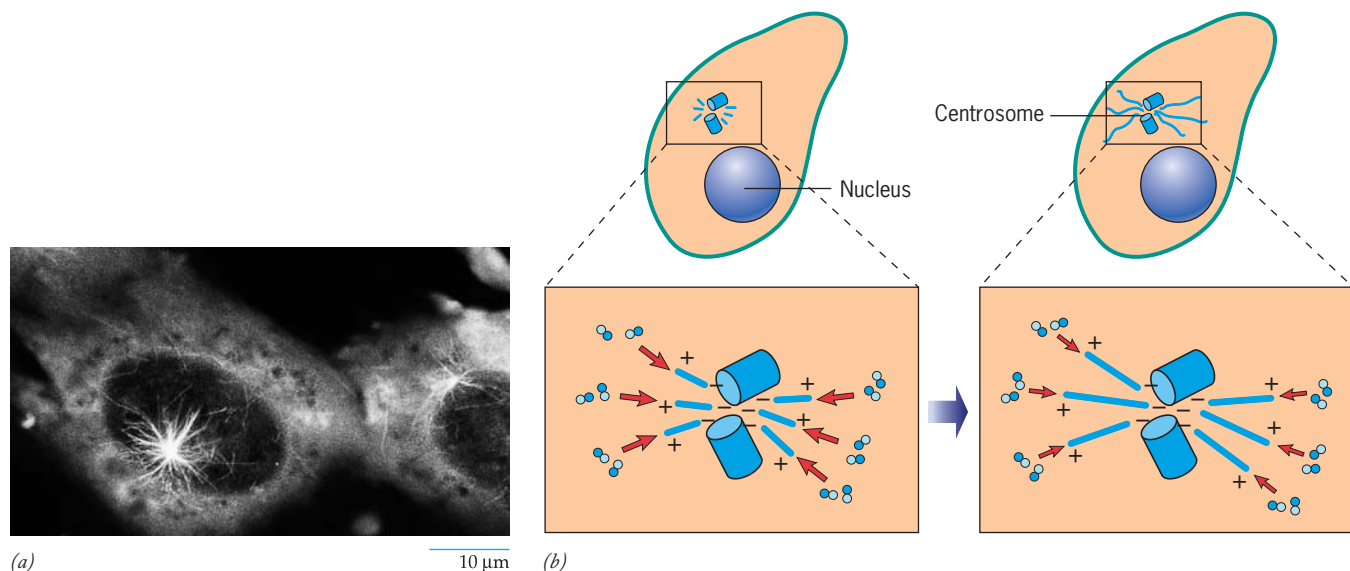 Centrosome
Nucleus
+ + + + + +
− − − − − −
+ + + + + +
− − − − − −
(a)
10 µm
(b)